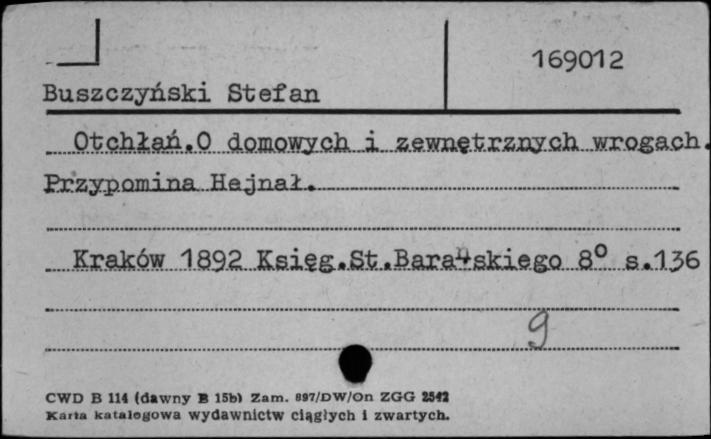 169012
Buszczyński Stefan
Otchłań.O domowych i zewnętrznych wrogach.
Przypomina Hejnał.
Kraków 1892 Księg.St.Barańskiego 8° s.136
9
CWD B 114 (dawny B 15b) Zam. 897/DW/On ZGG 2542
Karta katalogowa wydawnictw ciągłych i zwartych.